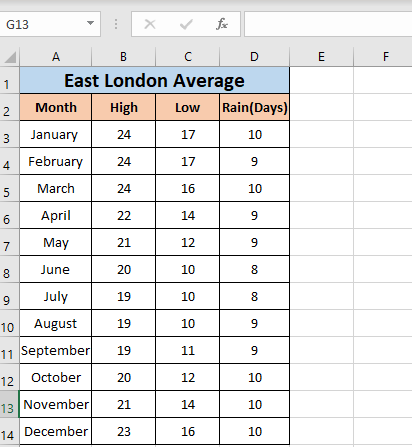 G13 fx
A B C D E F
1 East London Average
2 Month High Low Rain(Days)
3 January 24 17 10
4 February 24 17 9
5 March 24 16 10
6 April 22 14 9
7 May 21 12 9
8 June 20 10 8
9 July 19 10 8
10 August 19 10 9
11 September 19 11 9
12 October 20 12 10
13 November 21 14 10
14 December 23 16 10